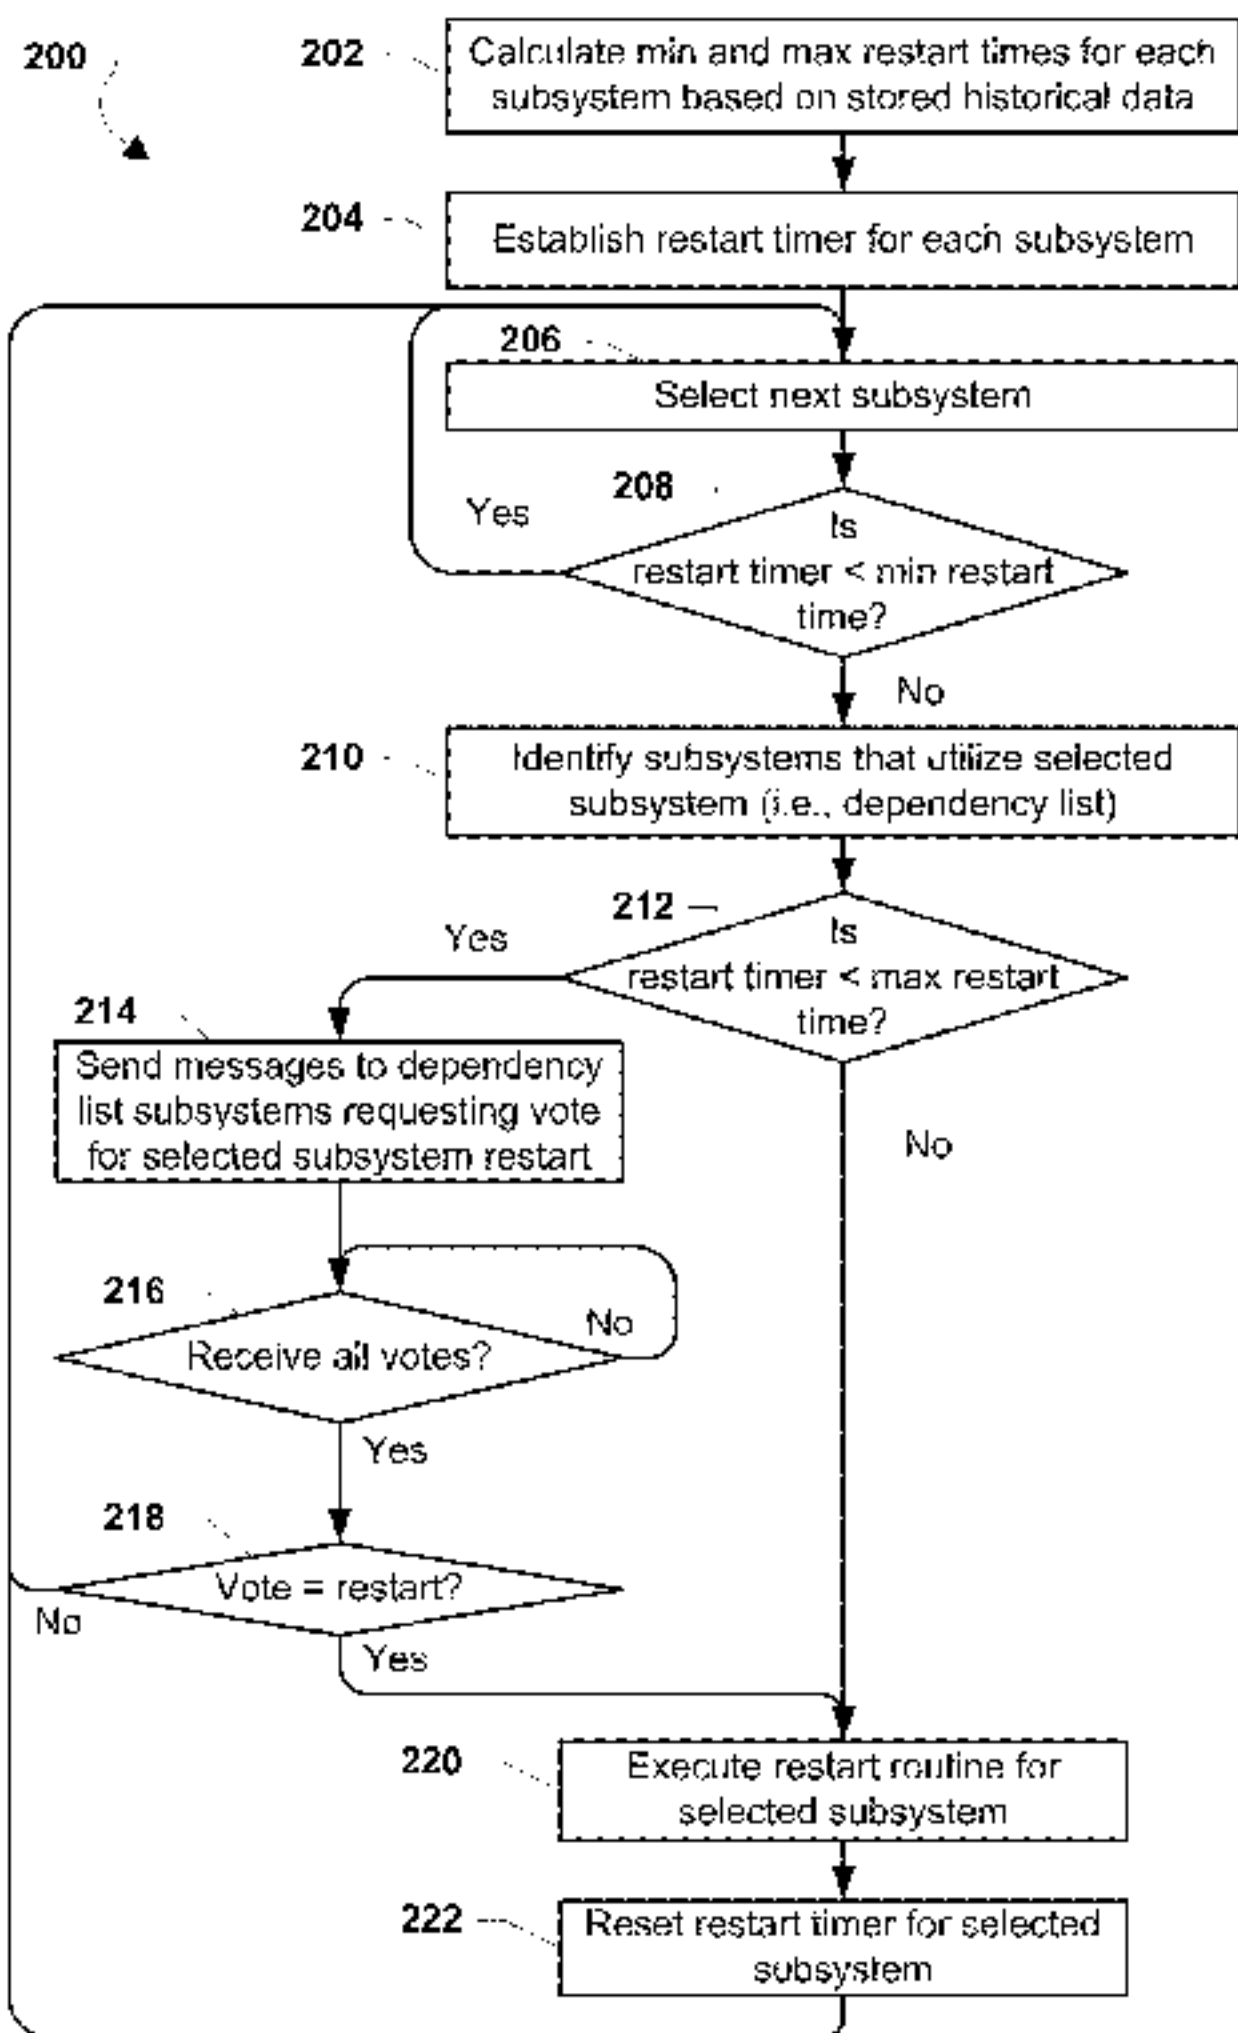 200
202
Calculate min and max restart times for each
subsystem based on stored historical data
204
Establish restart timer for each subsystem
206
Select next subsystem
208
Yes
Is
restart timer < min restart
time?
No
210
Identify subsystems that utilize selected
subsystem (i.e., dependency list)
212
Yes
Is
restart timer < max restart
time?
214
Send messages to dependency
list subsystems requesting vote
for selected subsystem restart
No
216
No
Receive all votes?
Yes
218
Vote = restart?
No
Yes
220
Execute restart routine for
selected subsystem
222
Reset restart timer for selected
subsystem